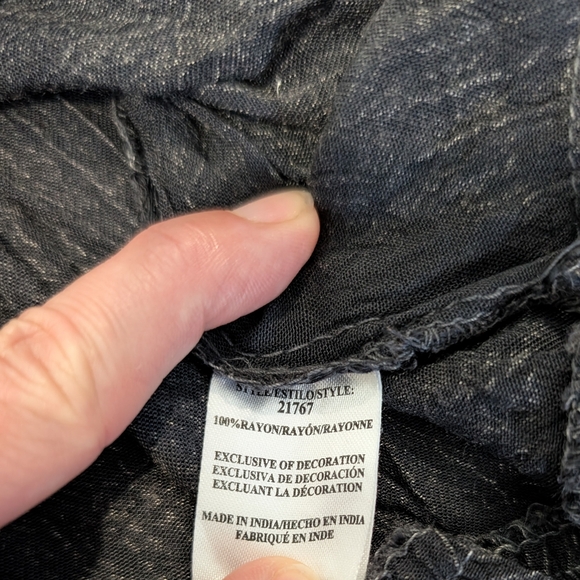 STYLE/ESTILO/STYLE:
21767
100%RAYON/RAYÓN/RAYONNE
EXCLUSIVE OF DECORATION
EXCLUSIVA DE DECORACIÓN
EXCLUANT LA DÉCORATION
MADE IN INDIA/HECHO EN INDIA
FABRIQUÉ EN INDE